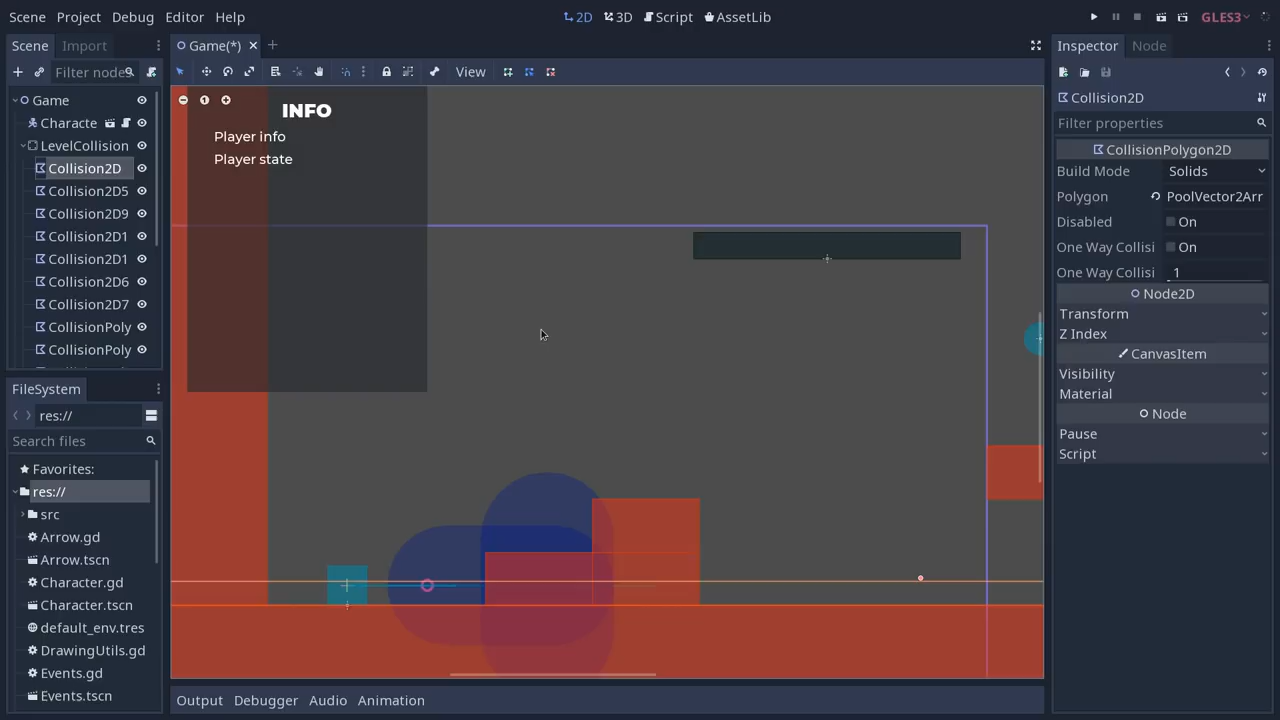 Scene Project Debug Editor Help
2D 3D Script AssetLib
GLES3
Scene Import
Filter nodes
Game
Characte
LevelCollision
Collision2D
Collision2D5
Collision2D9
Collision2D1
Collision2D1
Collision2D6
Collision2D7
CollisionPoly
CollisionPoly
FileSystem
res://
Search files
Favorites:
res://
src
Arrow.gd
Arrow.tscn
Character.gd
Character.tscn
default_env.tres
DrawingUtils.gd
Events.gd
Events.tscn
Game(*)
View
1
INFO
Player info
Player state
Output Debugger Audio Animation
Inspector Node
Collision2D
Filter properties
CollisionPolygon2D
Build Mode Solids
Polygon PoolVector2Arr
Disabled On
One Way Collisi On
One Way Collisi 1
Node2D
Transform
Z Index
CanvasItem
Visibility
Material
Node
Pause
Script